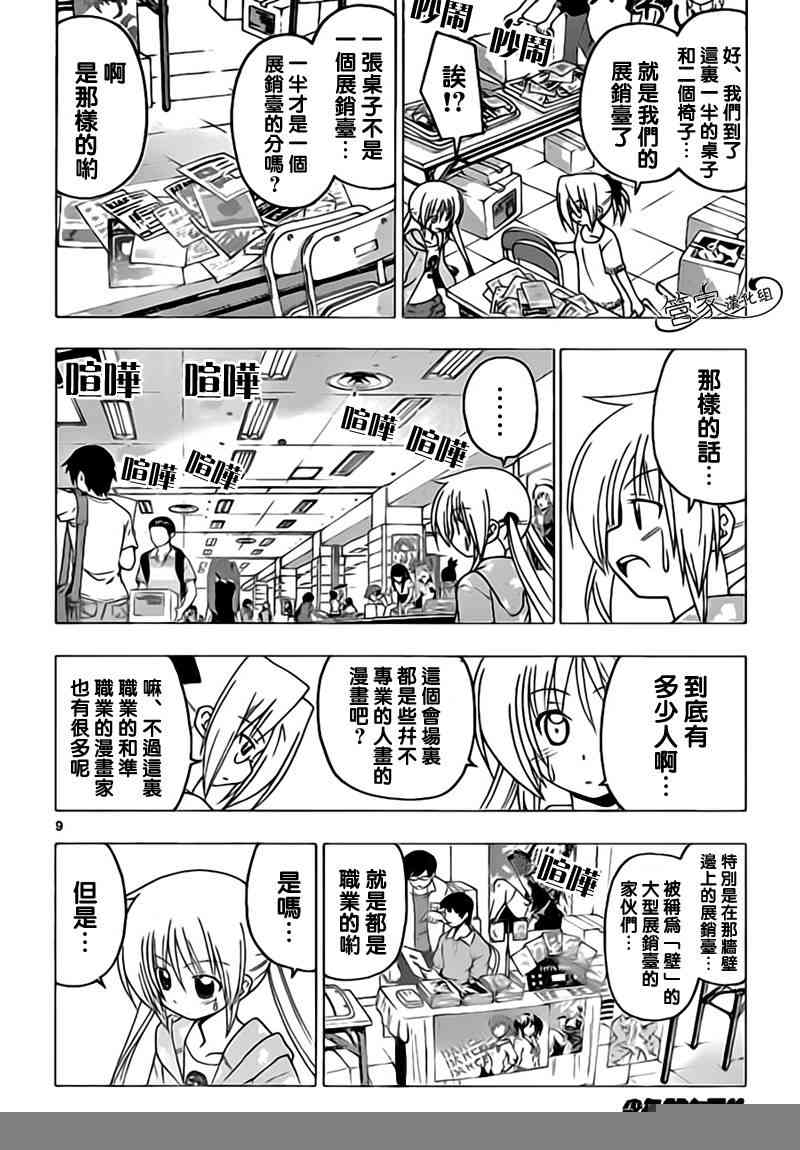 好、我們到了
這裏一半的桌子
和二個椅子…
就是我們的
展銷臺了
吵鬧
吵鬧
誒!?
一張桌子不是
一個展銷臺…
一半才是一個
展銷臺的分嗎?
啊
是那樣的喲
管家
漢化組
那樣的話…
……
喧嘩
喧嘩
喧嘩
喧嘩
喧嘩
喧嘩
到底有
多少人啊…
這個會場裏
都是些幷不
專業的人畫的
漫畫吧?
嘛、不過這裏
職業的和準
職業的漫畫家
也有很多呢
9
特別是在那牆壁
邊上的展銷臺…
被稱爲「壁」的
大型展銷臺的
家伙們…
喧嘩
就是都是
職業的喲
是嗎…
但是…